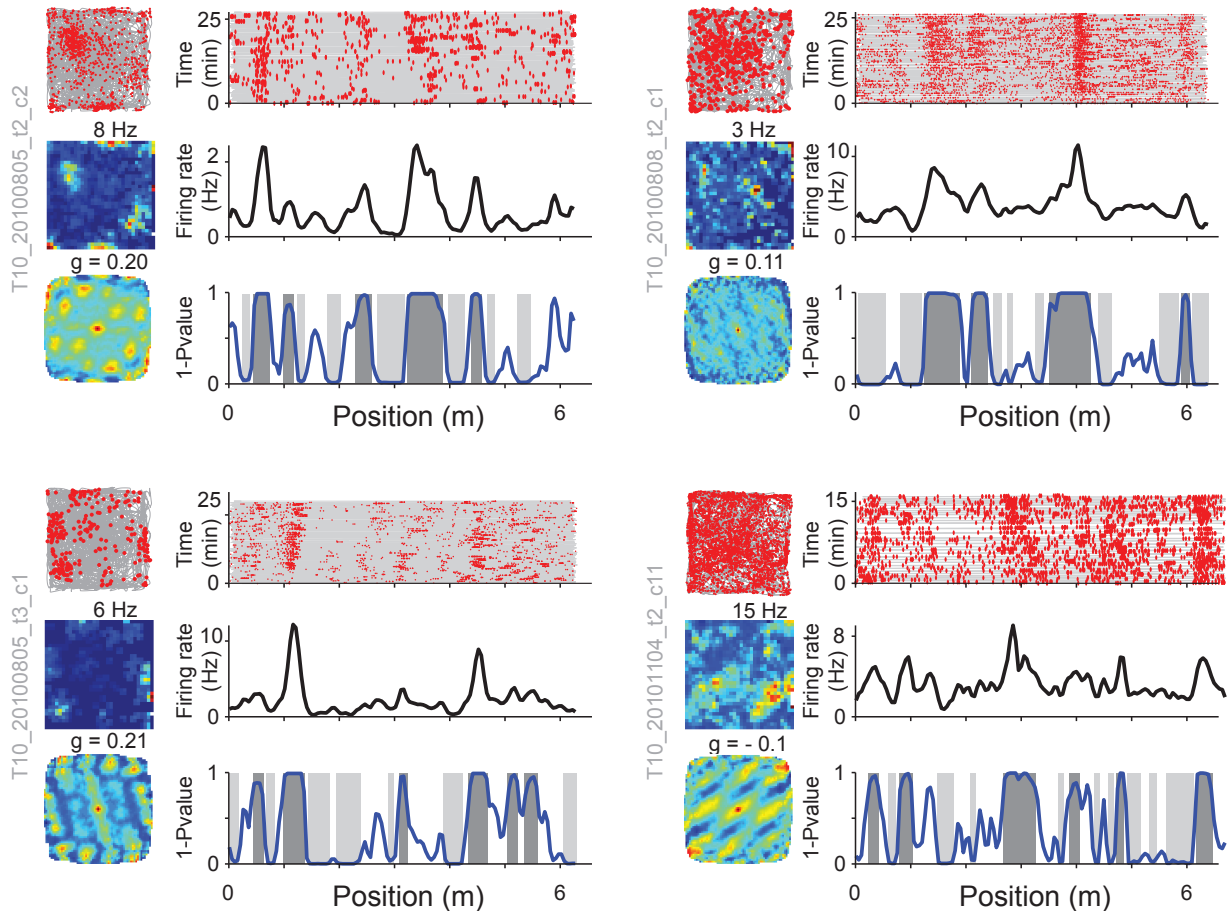 T10_20100805_t2_c2
25
0
Time
(min)
8 Hz
2
0
Firing rate
(Hz)
g = 0.20
1
0
1-Pvalue
0
Position (m)
6
T10_20100808_t2_c1
25
0
Time
(min)
3 Hz
10
0
Firing rate
(Hz)
g = 0.11
1
0
1-Pvalue
0
Position (m)
6
T10_20100805_t3_c1
25
0
Time
(min)
6 Hz
10
0
Firing rate
(Hz)
g = 0.21
1
0
1-Pvalue
0
Position (m)
6
T10_20101104_t2_c11
15
0
Time
(min)
15 Hz
8
0
Firing rate
(Hz)
g = - 0.1
1
0
1-Pvalue
0
Position (m)
6